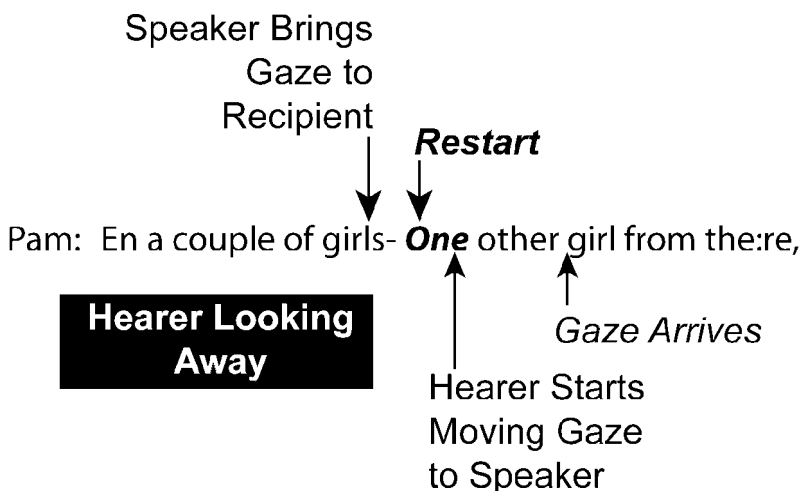 Speaker Brings
Gaze to
Recipient
Restart
Pam: En a couple of girls- One other girl from the:re,
Hearer Looking
Away
Gaze Arrives
Hearer Starts
Moving Gaze
to Speaker